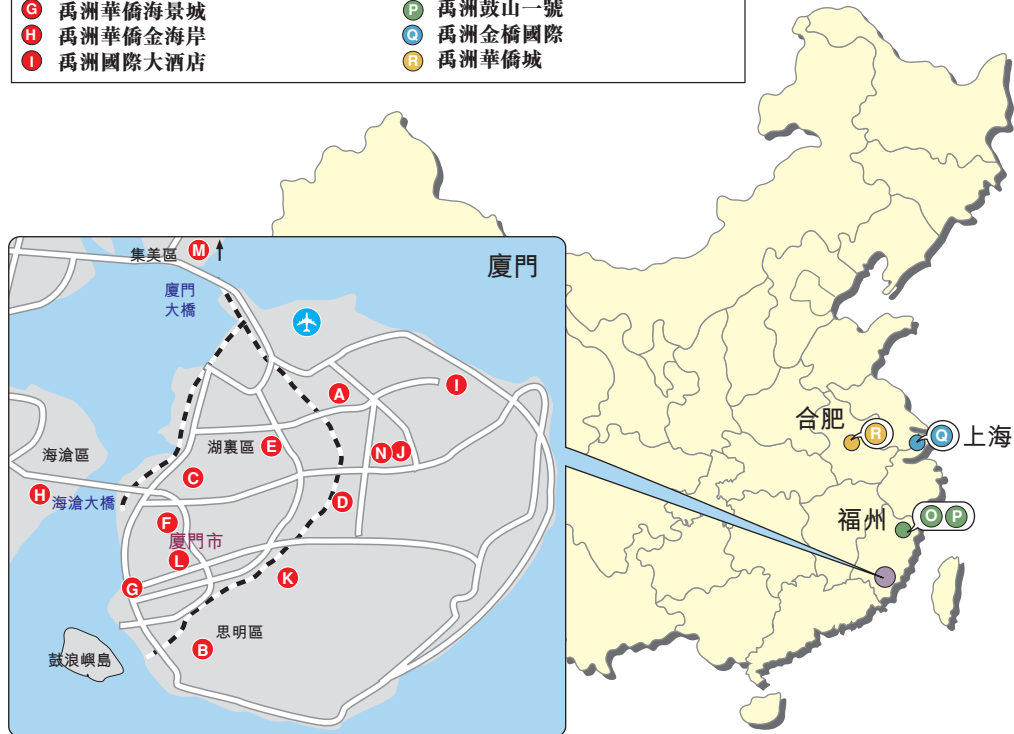 G 禹洲華僑海景城
H 禹洲華僑金海岸
I 禹洲國際大酒店
P 禹洲鼓山一號
Q 禹洲金橋國際
R 禹洲華僑城
集美區 M
廈門
廈門
大橋
A
I
湖裏區 E
N J
海滄區
C
H 海滄大橋
D
F
廈門市
L
G
K
思明區
B
鼓浪嶼島
合肥 R
Q 上海
福州 O P